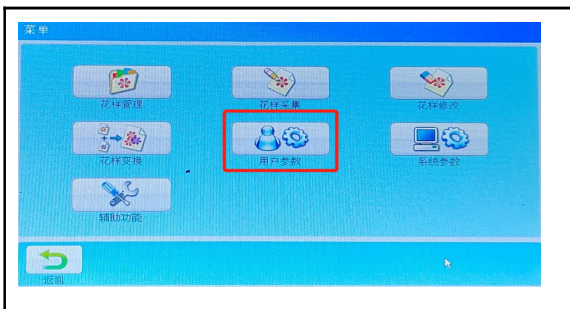 菜单
花样管理
花样采集
花样修改
花样变换
用户参数
系统参数
辅助功能
返回